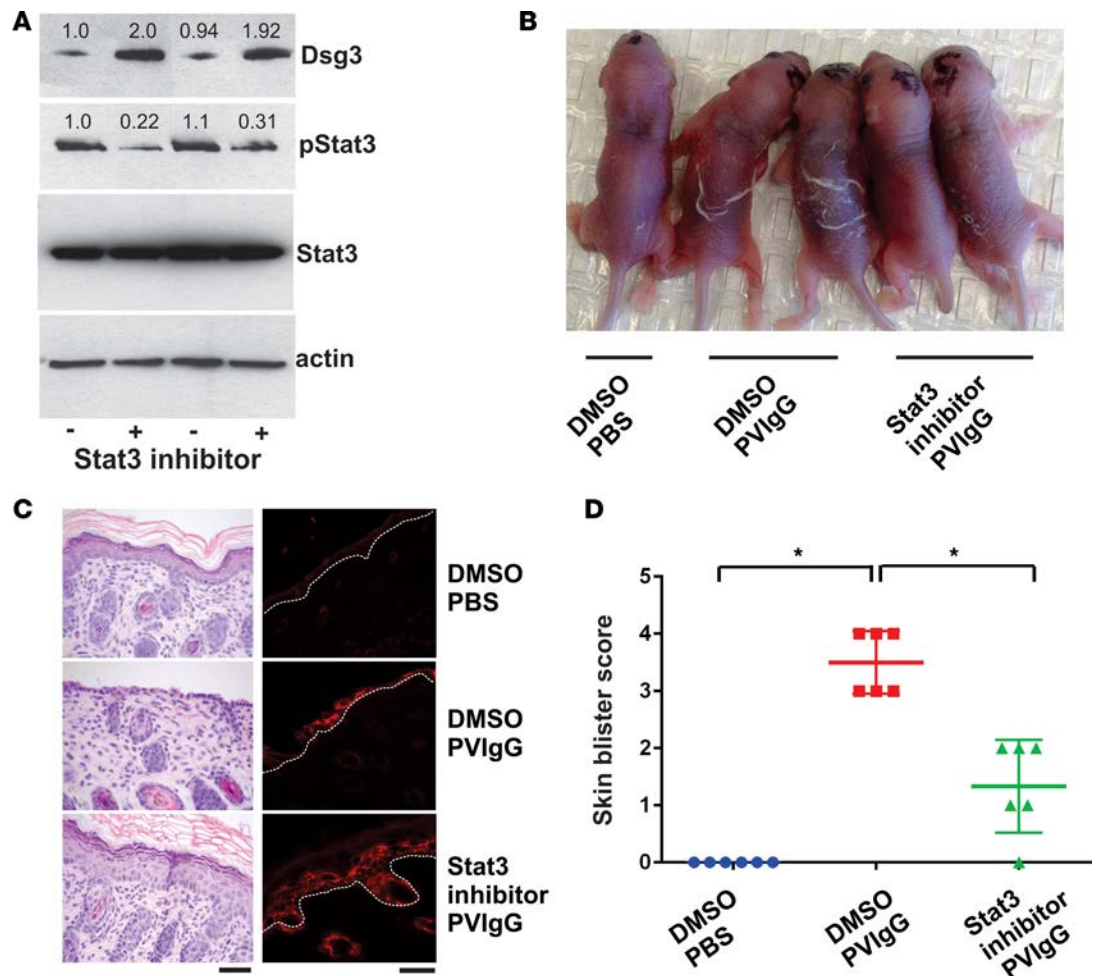 A
1.0 2.0 0.94 1.92
Dsg3
1.0 0.22 1.1 0.31
pStat3
Stat3
actin
- + - +
Stat3 inhibitor
B
DMSO
PBS
DMSO
PVIgG
Stat3
inhibitor
PVIgG
C
DMSO
PBS
DMSO
PVIgG
Stat3
inhibitor
PVIgG
D
* *
Skin blister score
5
4
3
2
1
0
DMSO
PBS
DMSO
PVIgG
Stat3
inhibitor
PVIgG